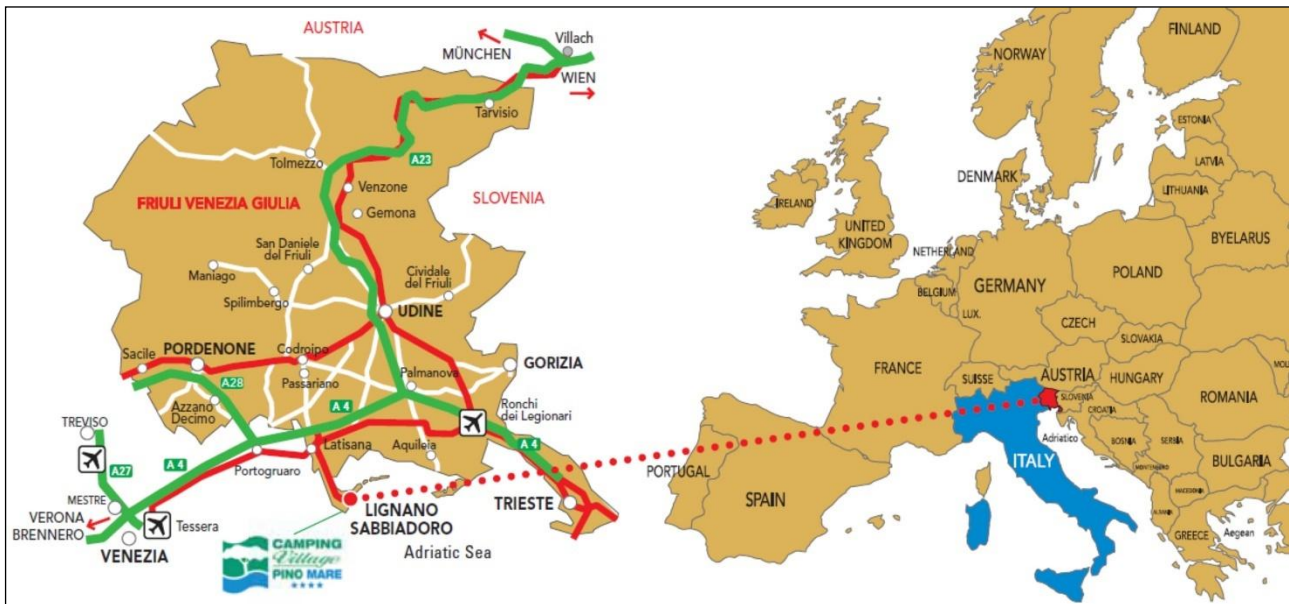 AUSTRIA
Villach
MÜNCHEN
WIEN
Tarvisio
Tolmezzo
A23
Venzone
SLOVENIA
FRIULI VENEZIA GIULIA
Gemona
San Daniele
del Friuli
Maniago
Cividale
del Friuli
Spilimbergo
UDINE
Sacile
PORDENONE
Codroipo
GORIZIA
A28
Passariano
Palmanova
Azzano
Decimo
A 4
Ronchi
dei Legionari
TREVISO
Latisana
Aquileia
A 4
A27
A 4
Portogruaro
MESTRE
VERONA
BRENNERO
Tessera
LIGNANO
SABBIADORO
TRIESTE
VENEZIA
Adriatic Sea
CAMPING
Village
PINO MARE
FINLAND
NORWAY
ESTONIA
LATVIA
DENMARK
LITHUANIA
IRELAND
UNITED
KINGDOM
BYELARUS
NETHERLAND
POLAND
GERMANY
BELGIUM
LUX.
CZECH
SLOVAKIA
FRANCE
SUISSE
AUSTRIA
HUNGARY
MOL
ROMANIA
SLOVENIA
CROATIA
Adriatico
BOSNIA
SERBIA
ITALY
PORTUGAL
SPAIN
MONTENEGRO
BULGARIA
MACEDONIA
ALBANIA
GREECE
Aegean